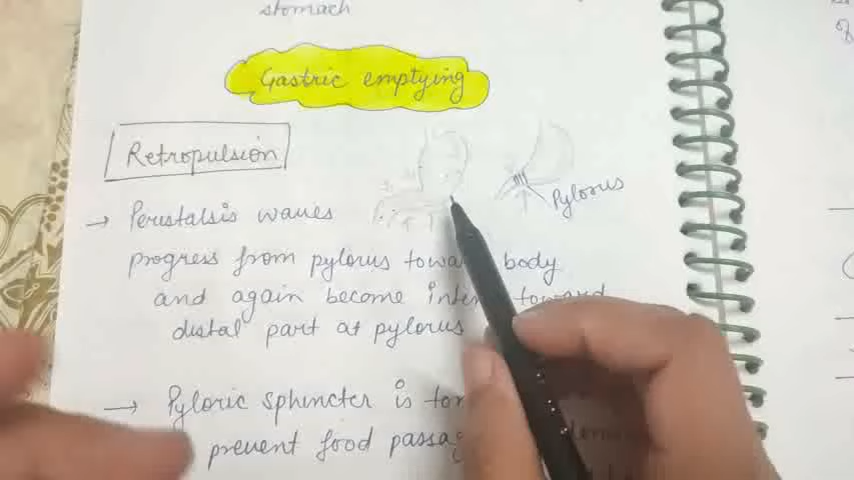 stomach
Gastric emptying
Retropulsion
Pylorus
→ Peristalsis waves
progress from pylorus body
and again become toward
distal part at pylorus
→ Pyloric sphincter is
prevent food